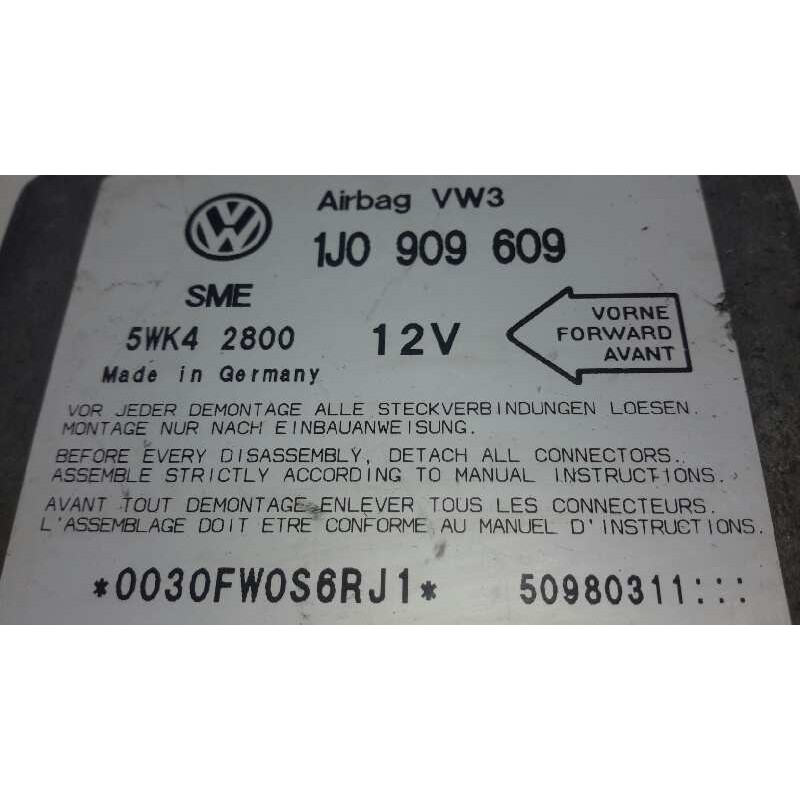 Airbag VW3
1J0 909 609
SME
5WK4 2800 12V
Made in Germany
VORNE
FORWARD
AVANT
VOR JEDER DEMONTAGE ALLE STECKVERBINDUNGEN LOESEN.
MONTAGE NUR NACH EINBAUANWEISUNG.
BEFORE EVERY DISASSEMBLY, DETACH ALL CONNECTORS.
ASSEMBLE STRICTLY ACCORDING TO MANUAL INSTRUCTIONS.
AVANT TOUT DEMONTAGE ENLEVER TOUS LES CONNECTEURS.
L'ASSEMBLAGE DOIT ETRE CONFORME AU MANUEL D'INSTRUCTIONS.
*0030FW0S6RJ1* 50980311:::